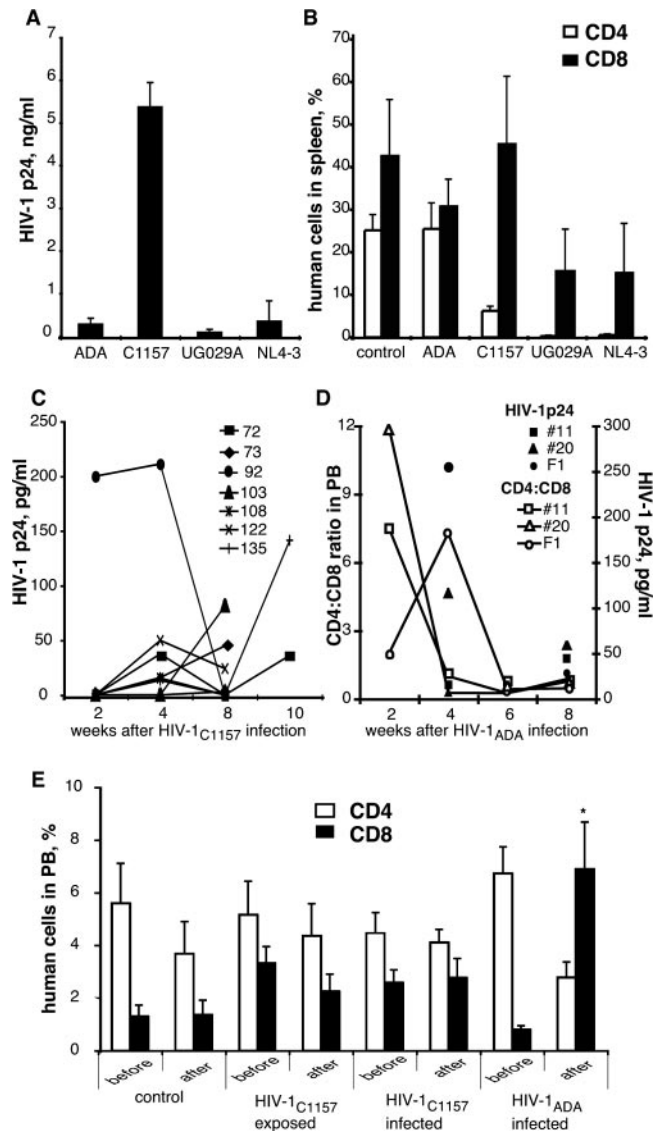 A
HIV-1 p24, ng/ml
7
6
5
4
3
2
1
0
ADA C1157 UG029A NL4-3
B
CD4
CD8
human cells in spleen, %
70
60
50
40
30
20
10
0
control ADA C1157 UG029A NL4-3
C
HIV-1 p24, pg/ml
250
200
150
100
50
0
72
73
92
103
108
122
135
2 4 8 10
weeks after HIV-1C1157 infection
D
CD4:CD8 ratio in PB
12
9
6
3
0
HIV-1p24
#11
#20
F1
CD4:CD8
#11
#20
F1
300
250
200
150
100
50
0
HIV-1 p24, pg/ml
2 4 6 8
weeks after HIV-1ADA infection
E
CD4
CD8
human cells in PB, %
10
8
6
4
2
0
*
before after before after before after before after
control HIV-1C1157 HIV-1C1157 HIV-1ADA
exposed infected infected